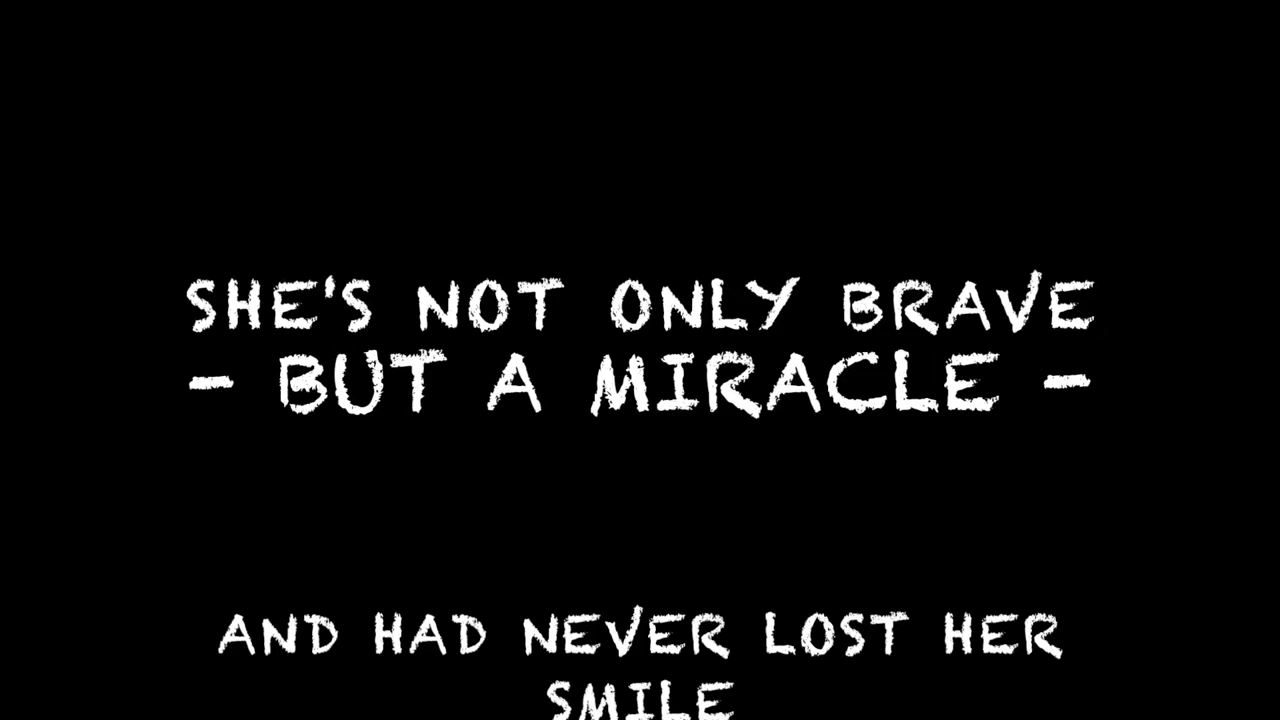 SHE'S NOT ONLY BRAVE
- BUT A MIRACLE -
AND HAD NEVER LOST HER
SMILE